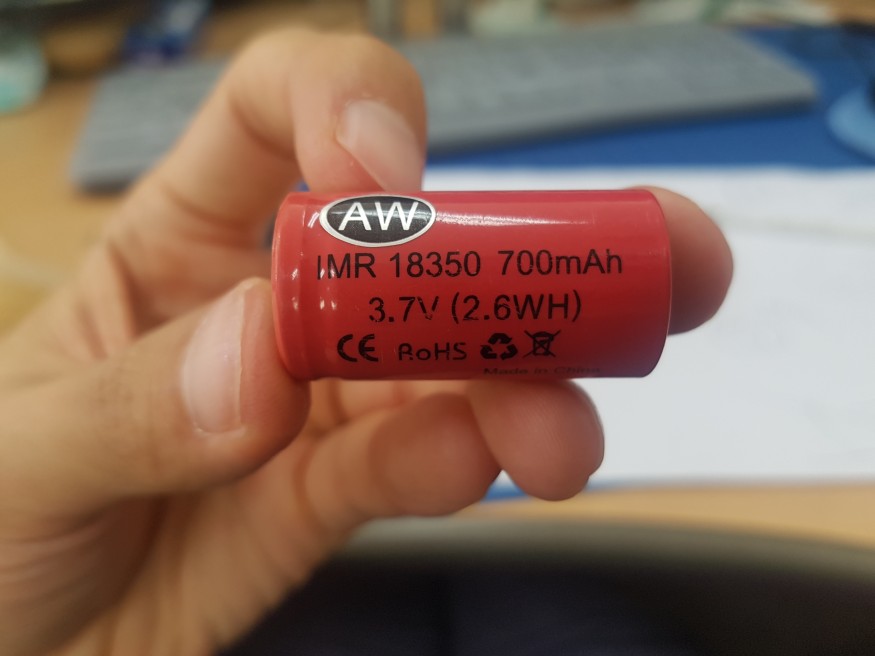 AW
IMR 18350 700mAh
3.7V (2.6WH)
CE RoHS
Made in China